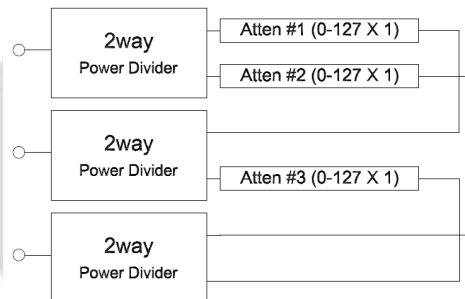 2way
Power Divider
Atten #1 (0-127 X 1)
Atten #2 (0-127 X 1)
2way
Power Divider
Atten #3 (0-127 X 1)
2way
Power Divider